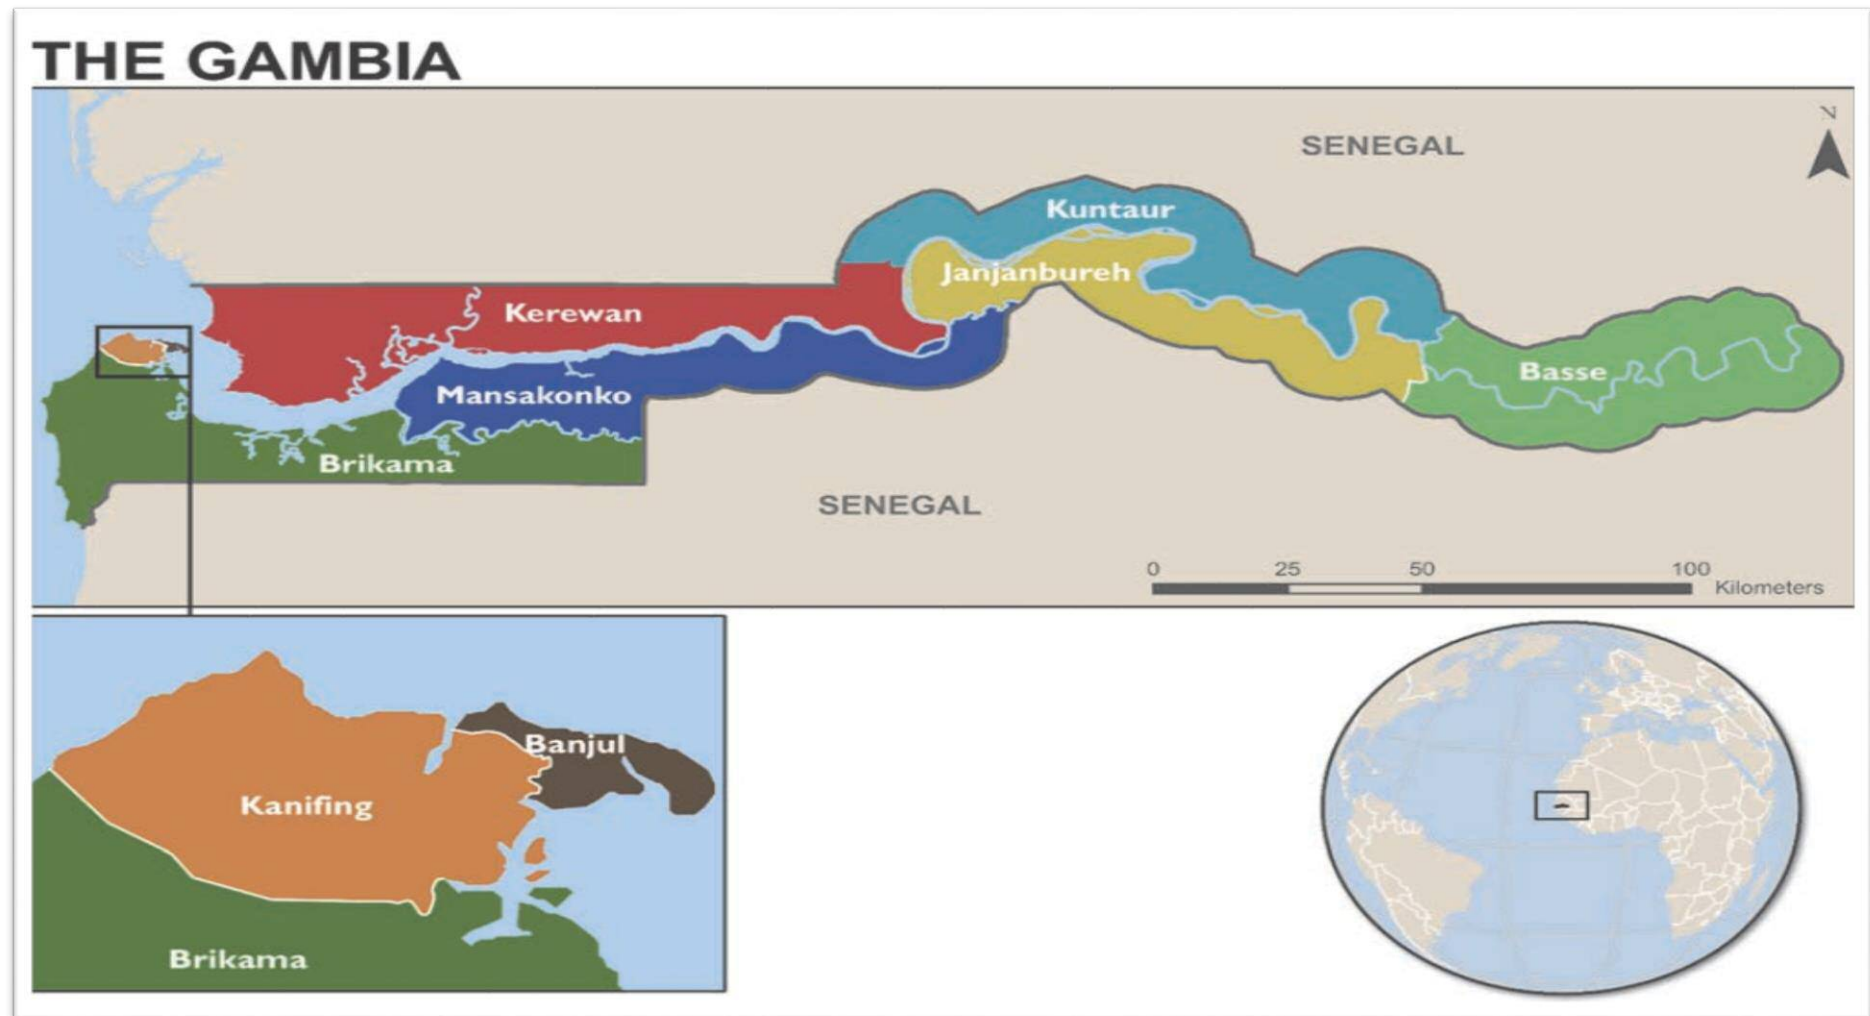 THE GAMBIA
SENEGAL
N
Kuntaur
Janjanbureh
Kerewan
Basse
Mansakonko
Brikama
SENEGAL
0 25 50 100
Kilometers
Banjul
Kanifing
Brikama